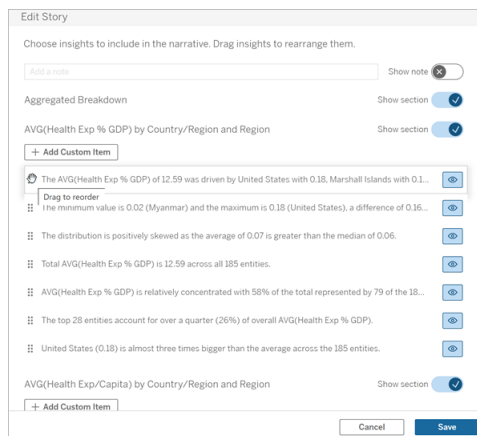 Edit Story
Choose insights to include in the narrative. Drag insights to rearrange them.
Add a note
Show note
Aggregated Breakdown
Show section
AVG(Health Exp % GDP) by Country/Region and Region
Show section
+ Add Custom Item
The AVG(Health Exp % GDP) of 12.59 was driven by United States with 0.18, Marshall Islands with 0.1...
Drag to reorder
The minimum value is 0.02 (Myanmar) and the maximum is 0.18 (United States), a difference of 0.16...
The distribution is positively skewed as the average of 0.07 is greater than the median of 0.06.
Total AVG(Health Exp % GDP) is 12.59 across all 185 entities.
AVG(Health Exp % GDP) is relatively concentrated with 58% of the total represented by 79 of the 18...
The top 28 entities account for over a quarter (26%) of overall AVG(Health Exp % GDP).
United States (0.18) is almost three times bigger than the average across the 185 entities.
AVG(Health Exp/Capita) by Country/Region and Region
Show section
+ Add Custom Item
Cancel
Save